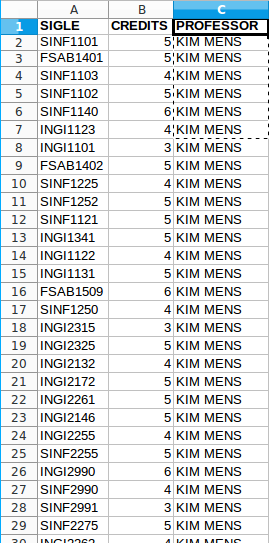 A B C
1 SIGLE CREDITS PROFESSOR
2 SINF1101 5 KIM MENS
3 FSAB1401 5 KIM MENS
4 SINF1103 4 KIM MENS
5 SINF1102 5 KIM MENS
6 SINF1140 6 KIM MENS
7 INGI1123 4 KIM MENS
8 INGI1101 3 KIM MENS
9 FSAB1402 5 KIM MENS
10 SINF1225 4 KIM MENS
11 SINF1252 5 KIM MENS
12 SINF1121 5 KIM MENS
13 INGI1341 5 KIM MENS
14 INGI1122 4 KIM MENS
15 INGI1131 5 KIM MENS
16 FSAB1509 6 KIM MENS
17 SINF1250 4 KIM MENS
18 INGI2315 3 KIM MENS
19 INGI2325 5 KIM MENS
20 INGI2132 4 KIM MENS
21 INGI2172 5 KIM MENS
22 INGI2261 5 KIM MENS
23 INGI2146 5 KIM MENS
24 INGI2255 4 KIM MENS
25 SINF2255 5 KIM MENS
26 INGI2990 6 KIM MENS
27 SINF2990 4 KIM MENS
28 SINF2991 3 KIM MENS
29 SINF2275 5 KIM MENS
30 INGI2262 4 KIM MENS